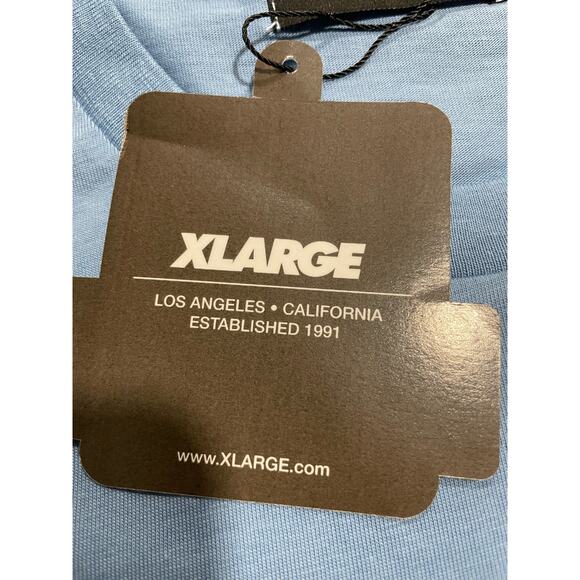 XLARGE
LOS ANGELES • CALIFORNIA
ESTABLISHED 1991
www.XLARGE.com